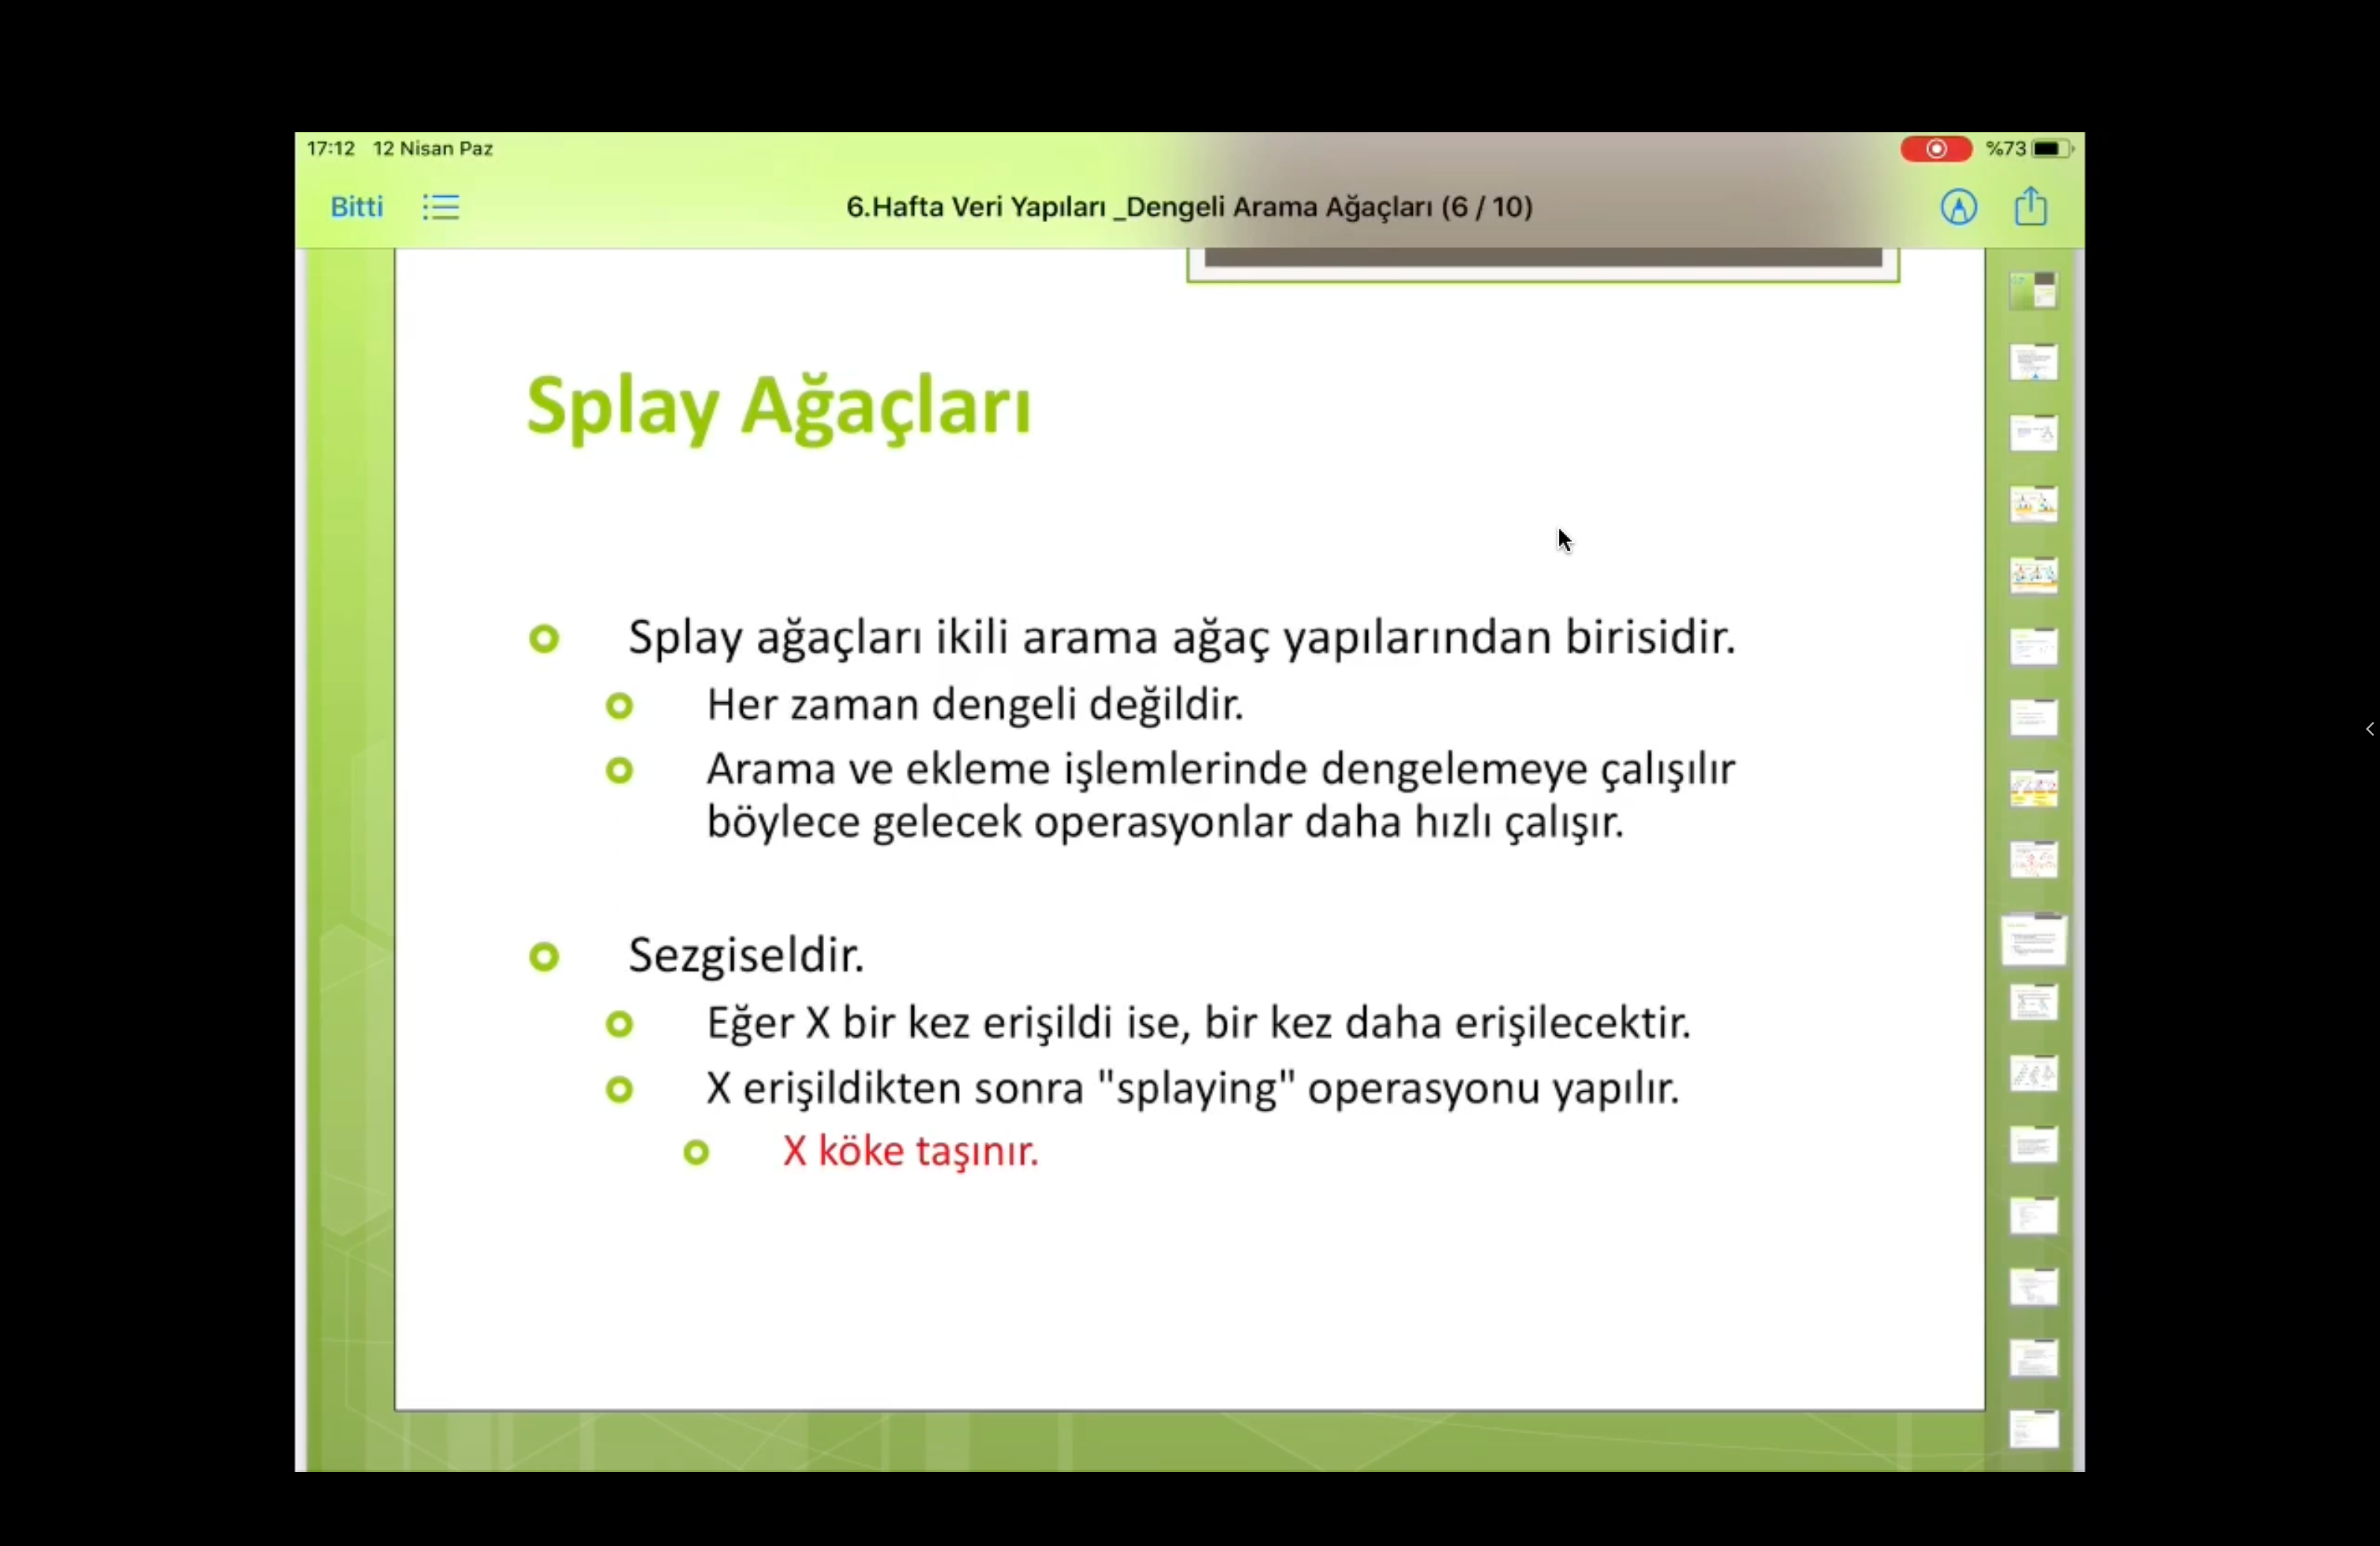 17:12 12 Nisan Paz
%73
Bitti
6.Hafta Veri Yapıları _Dengeli Arama Ağaçları (6 / 10)
Splay Ağaçları
Splay ağaçları ikili arama ağaç yapılarından birisidir.
Her zaman dengeli değildir.
Arama ve ekleme işlemlerinde dengelemeye çalışılır
böylece gelecek operasyonlar daha hızlı çalışır.
Sezgiseldir.
Eğer X bir kez erişildi ise, bir kez daha erişilecektir.
X erişildikten sonra "splaying" operasyonu yapılır.
X köke taşınır.